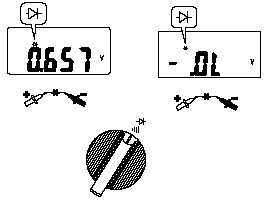 0.657 V
- .0L V
+ -
+ -